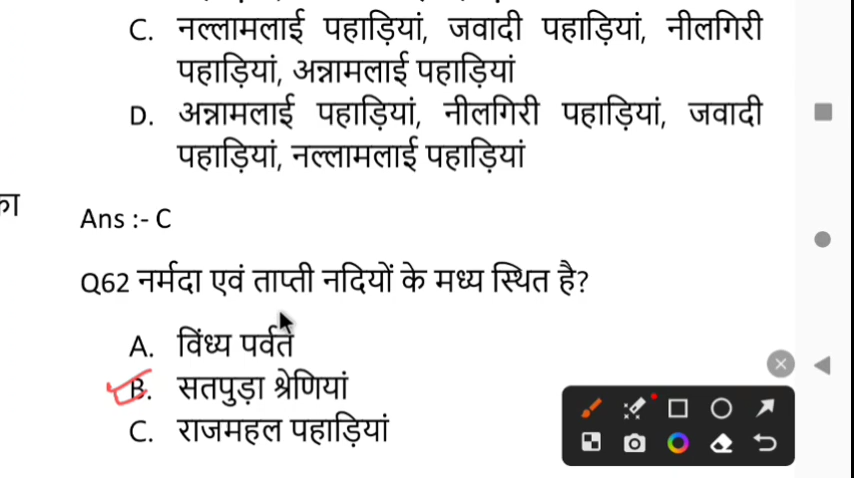 C. नल्लामलाई पहाड़ियां, जवादी पहाड़ियां, नीलगिरी
पहाड़ियां, अन्नामलाई पहाड़ियां
D. अन्नामलाई पहाड़ियां, नीलगिरी पहाड़ियां, जवादी
पहाड़ियां, नल्लामलाई पहाड़ियां
का
Ans :- C
Q62 नर्मदा एवं ताप्ती नदियों के मध्य स्थित है?
A. विंध्य पर्वत
B. सतपुड़ा श्रेणियां
C. राजमहल पहाड़ियां